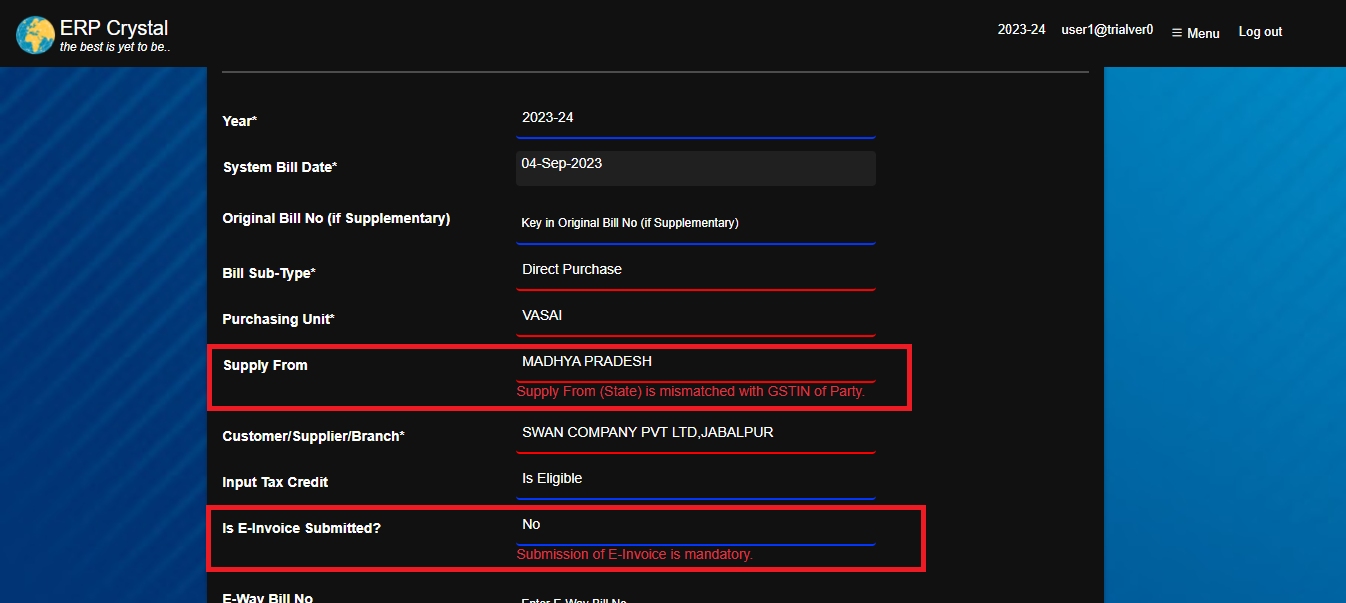 ERP Crystal
the best is yet to be..
2023-24 user1@trialver0 ☰ Menu Log out
Year* 2023-24
System Bill Date* 04-Sep-2023
Original Bill No (if Supplementary) Key in Original Bill No (if Supplementary)
Bill Sub-Type* Direct Purchase
Purchasing Unit* VASAI
Supply From MADHYA PRADESH
Supply From (State) is mismatched with GSTIN of Party.
Customer/Supplier/Branch* SWAN COMPANY PVT LTD,JABALPUR
Input Tax Credit Is Eligible
Is E-Invoice Submitted? No
Submission of E-Invoice is mandatory.
E-Way Bill No Enter E-Way Bill No